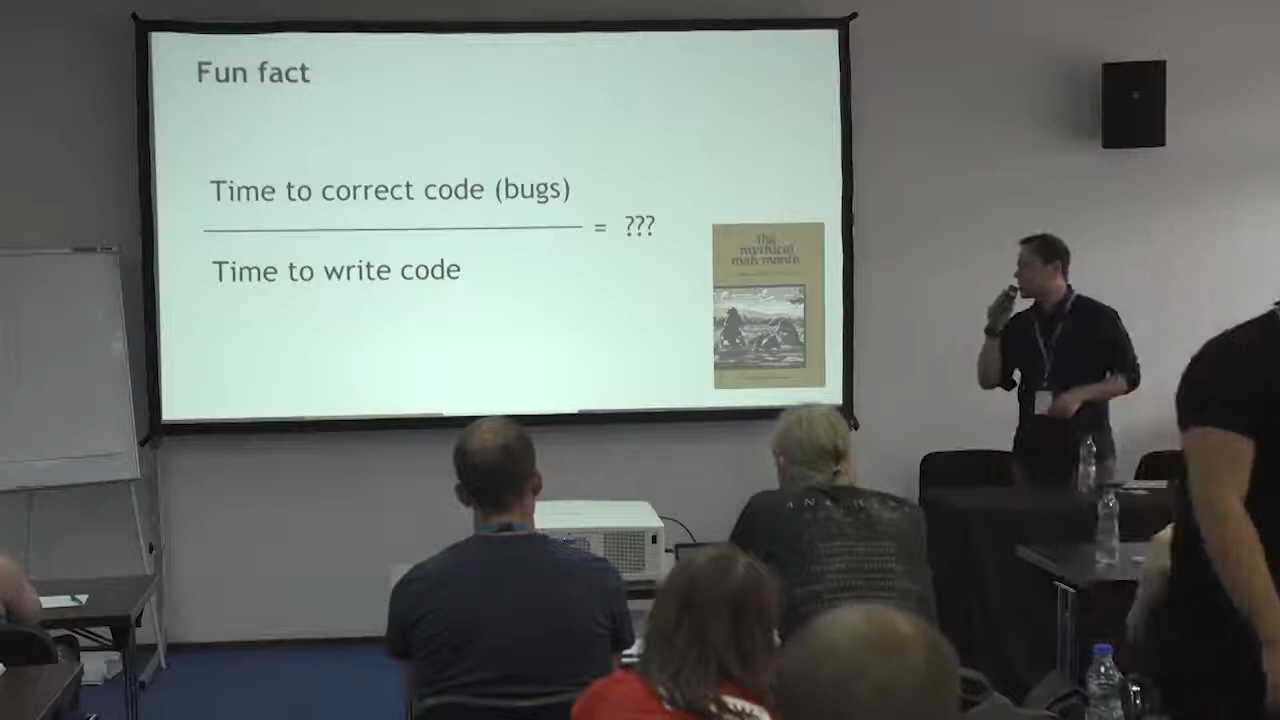 Fun fact
Time to correct code (bugs)
= ???
Time to write code
the
mythical
man-month